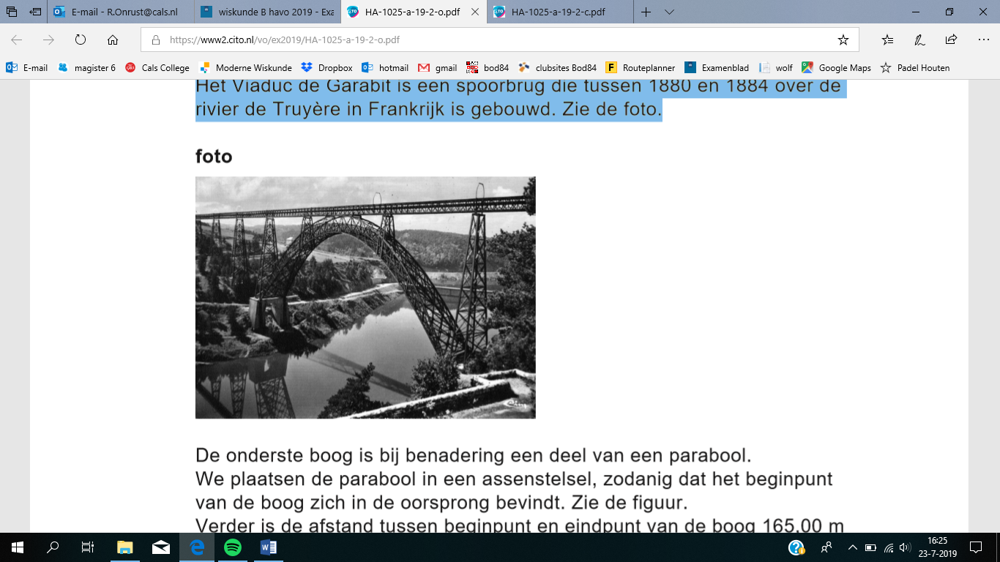 E-mail - R.Onrust@cals.nl
wiskunde B havo 2019 - Exa
HA-1025-a-19-2-o.pdf
HA-1025-a-19-2-c.pdf
https://www2.cito.nl/vo/ex2019/HA-1025-a-19-2-o.pdf
E-mail magister 6 Cals College Moderne Wiskunde Dropbox hotmail gmail bod84 clubsites Bod84 Routeplanner Examenblad wolf Google Maps Padel Houten
Het Viaduc de Garabit is een spoorbrug die tussen 1880 en 1884 over de
rivier de Truyère in Frankrijk is gebouwd. Zie de foto.
foto
De onderste boog is bij benadering een deel van een parabool.
We plaatsen de parabool in een assenstelsel, zodanig dat het beginpunt
van de boog zich in de oorsprong bevindt. Zie de figuur.
Verder is de afstand tussen beginpunt en eindpunt van de boog 165,00 m
16:25
23-7-2019